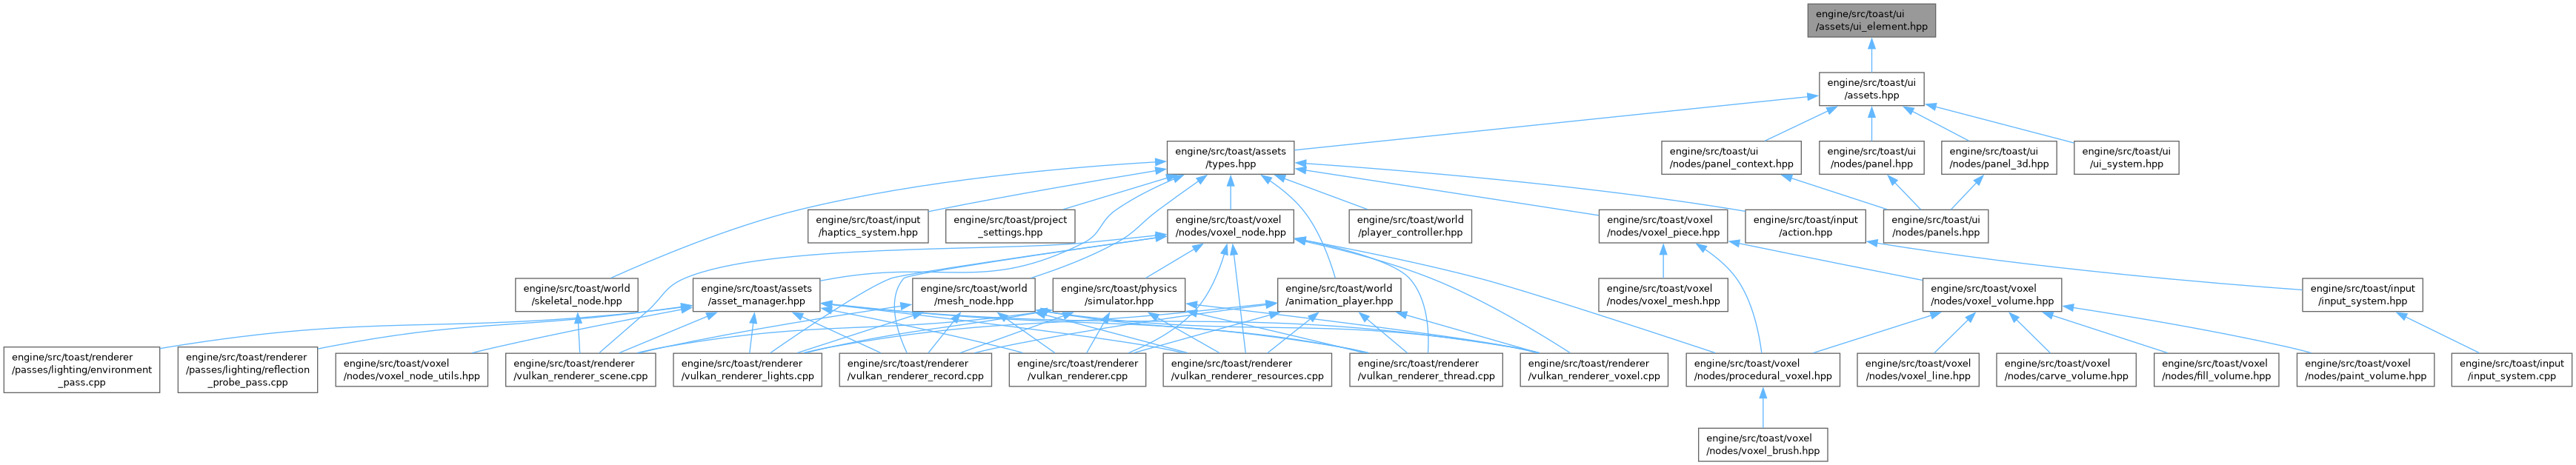 engine/src/toast/ui
/assets/ui_element.hpp
engine/src/toast/ui
/assets.hpp
engine/src/toast/assets
/types.hpp
engine/src/toast/ui
/nodes/panel_context.hpp
engine/src/toast/ui
/nodes/panel.hpp
engine/src/toast/ui
/nodes/panel_3d.hpp
engine/src/toast/ui
/ui_system.hpp
engine/src/toast/input
/haptics_system.hpp
engine/src/toast/project
_settings.hpp
engine/src/toast/voxel
/nodes/voxel_node.hpp
engine/src/toast/world
/player_controller.hpp
engine/src/toast/voxel
/nodes/voxel_piece.hpp
engine/src/toast/input
/action.hpp
engine/src/toast/ui
/nodes/panels.hpp
engine/src/toast/world
/skeletal_node.hpp
engine/src/toast/assets
/asset_manager.hpp
engine/src/toast/world
/mesh_node.hpp
engine/src/toast/physics
/simulator.hpp
engine/src/toast/world
/animation_player.hpp
engine/src/toast/voxel
/nodes/voxel_mesh.hpp
engine/src/toast/voxel
/nodes/voxel_volume.hpp
engine/src/toast/input
/input_system.hpp
engine/src/toast/renderer
/passes/lighting/environment
_pass.cpp
engine/src/toast/renderer
/passes/lighting/reflection
_probe_pass.cpp
engine/src/toast/voxel
/nodes/voxel_node_utils.hpp
engine/src/toast/renderer
/vulkan_renderer_scene.cpp
engine/src/toast/renderer
/vulkan_renderer_lights.cpp
engine/src/toast/renderer
/vulkan_renderer_record.cpp
engine/src/toast/renderer
/vulkan_renderer.cpp
engine/src/toast/renderer
/vulkan_renderer_resources.cpp
engine/src/toast/renderer
/vulkan_renderer_thread.cpp
engine/src/toast/renderer
/vulkan_renderer_voxel.cpp
engine/src/toast/voxel
/nodes/procedural_voxel.hpp
engine/src/toast/voxel
/nodes/voxel_line.hpp
engine/src/toast/voxel
/nodes/carve_volume.hpp
engine/src/toast/voxel
/nodes/fill_volume.hpp
engine/src/toast/voxel
/nodes/paint_volume.hpp
engine/src/toast/input
/input_system.cpp
engine/src/toast/voxel
/nodes/voxel_brush.hpp